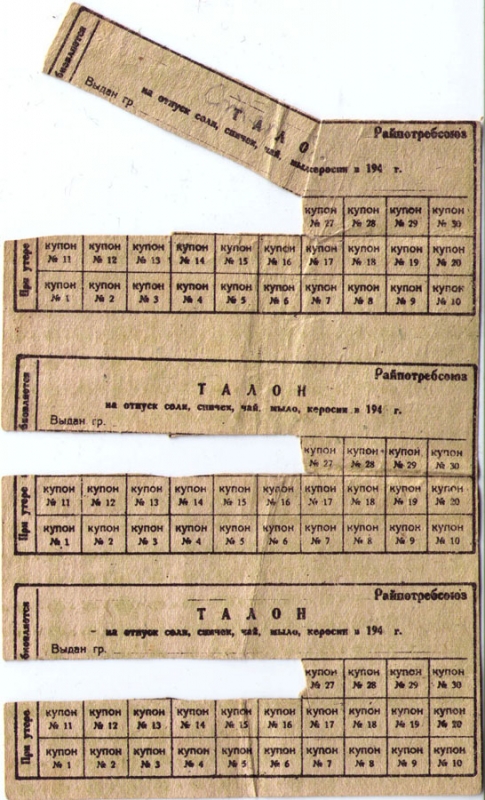 Райпотребсоюз
ТАЛО
на отпуск соли, спичек, чай, мыло, керосин в 194 г.
Выдан гр.
купон купон купон купон
№ 27 № 28 № 29 № 30
При утере
купон купон купон купон купон купон купон купон купон купон
№ 11 № 12 № 13 № 14 № 15 № 16 № 17 № 18 № 19 № 20
купон купон купон купон купон купон купон купон купон купон
№ 1 № 2 № 3 № 4 № 5 № 6 № 7 № 8 № 9 № 10
Райпотребсоюз
ТАЛОН
на отпуск соли, спичек, чай, мыло, керосин в 194 г.
Выдан гр.
купон купон купон купон
№ 27 № 28 № 29 № 30
При утере
купон купон купон купон купон купон купон купон купон купон
№ 11 № 12 № 13 № 14 № 15 № 16 № 17 № 18 № 19 № 20
купон купон купон купон купон купон купон купон купон купон
№ 1 № 2 № 3 № 4 № 5 № 6 № 7 № 8 № 9 № 10
Райпотребсоюз
ТАЛОН
на отпуск соли, спичек, чай, мыло, керосин в 194 г.
Выдан гр.
купон купон купон купон
№ 27 № 28 № 29 № 30
При утере
купон купон купон купон купон купон купон купон купон купон
№ 11 № 12 № 13 № 14 № 15 № 16 № 17 № 18 № 19 № 20
купон купон купон купон купон купон купон купон купон купон
№ 1 № 2 № 3 № 4 № 5 № 6 № 7 № 8 № 9 № 10